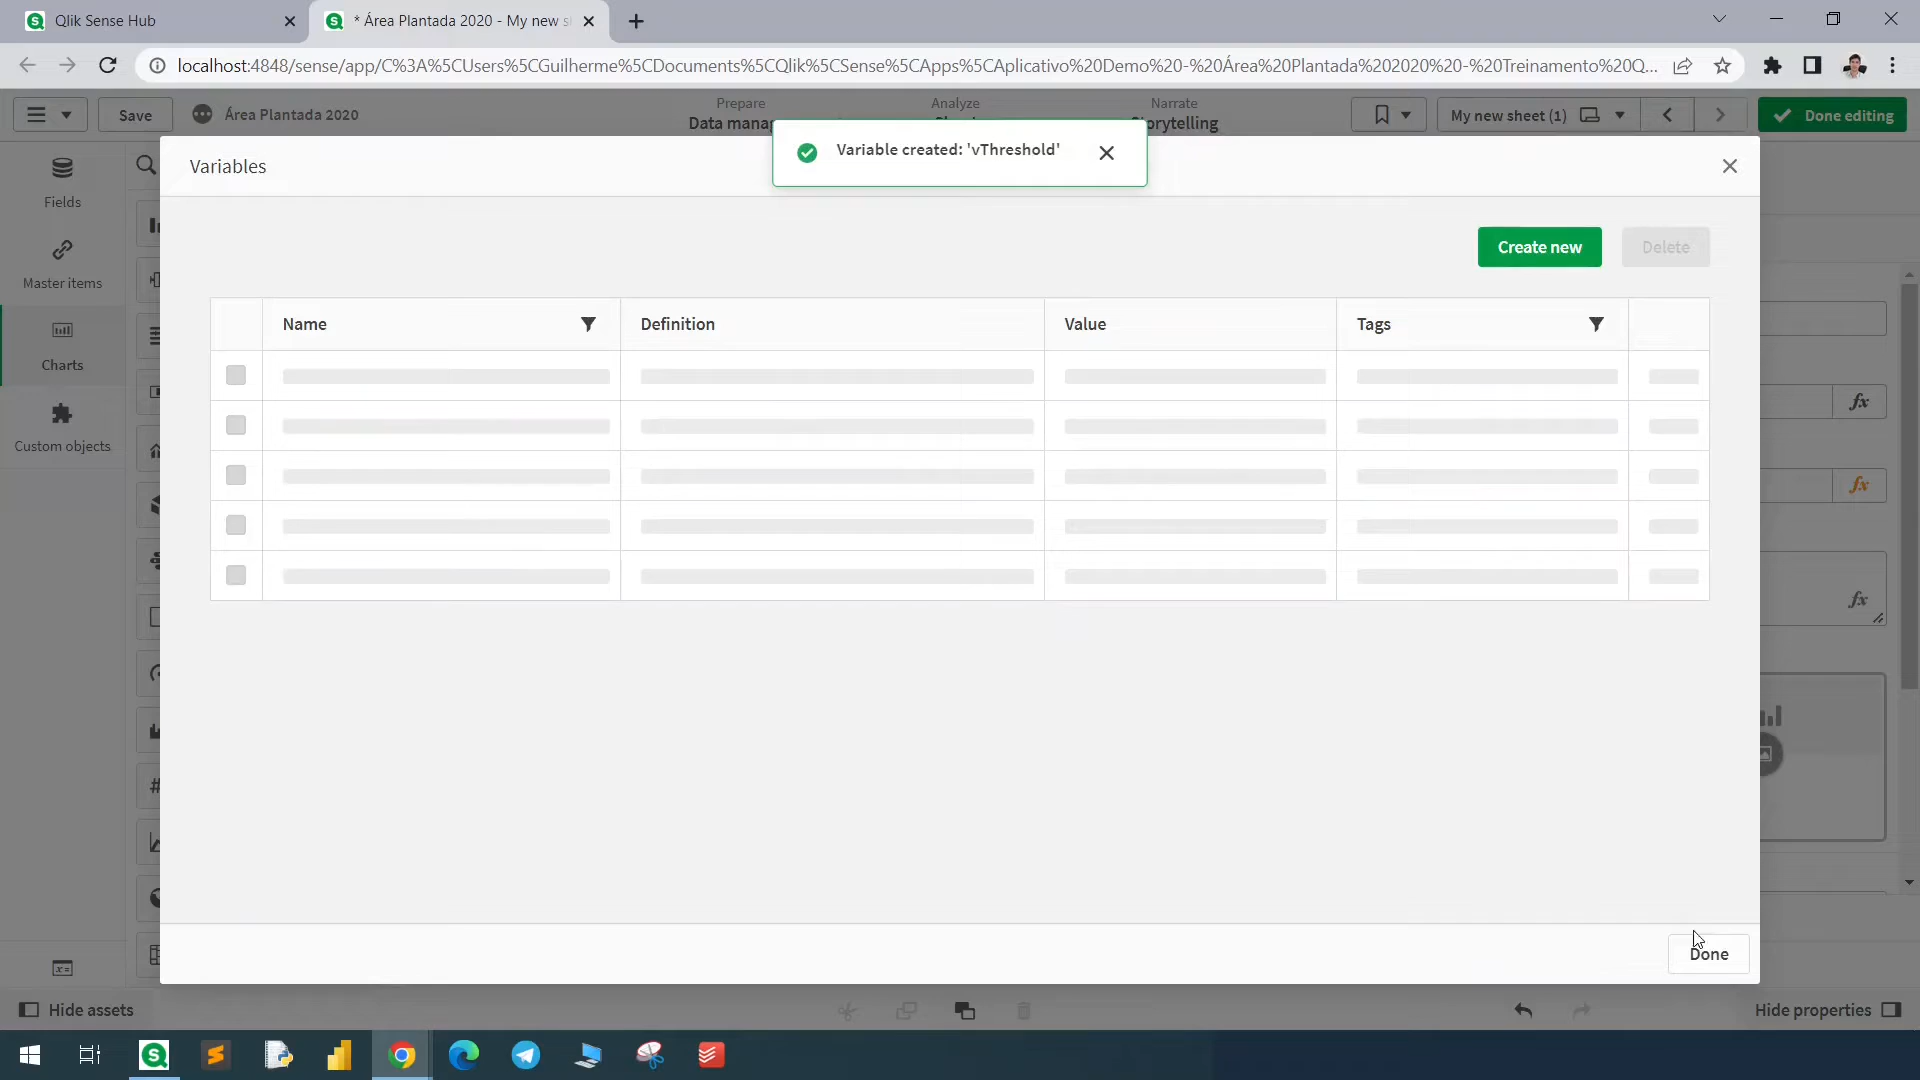 Qlik Sense Hub
* Área Plantada 2020 - My new s
localhost:4848/sense/app/C%3A%5CUsers%5CGuilherme%5CDocuments%5CQlik%5CSense%5CApps%5CAplicativo%20Demo%20-%20Área%20Plantada%202020%20-%20Treinamento%20Q...
Save
Área Plantada 2020
Prepare
Data mana
Analyze
Narrate
torytelling
My new sheet (1)
Done editing
Variable created: 'vThreshold'
Variables
Fields
Master items
Charts
Custom objects
Create new
Delete
Name
Definition
Value
Tags
fx
fx
fx
Done
Hide assets
Hide properties